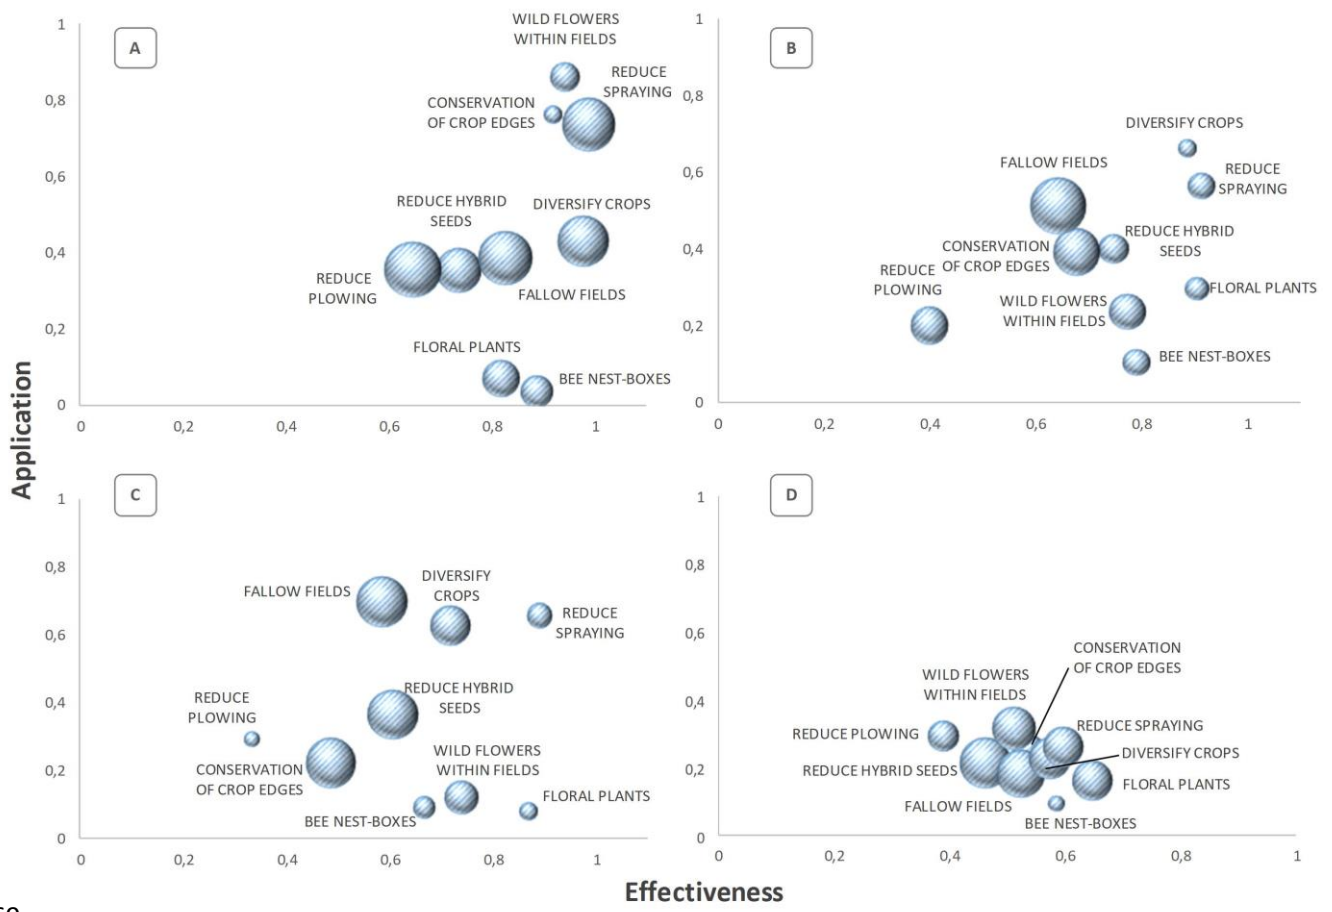 A
WILD FLOWERS
WITHIN FIELDS
REDUCE
SPRAYING
CONSERVATION
OF CROP EDGES
REDUCE HYBRID
SEEDS
DIVERSIFY CROPS
REDUCE
PLOWING
FALLOW FIELDS
FLORAL PLANTS
BEE NEST-BOXES
1
0,8
0,6
0,4
0,2
0
0
0,2
0,4
0,6
0,8
1
B
DIVERSIFY CROPS
FALLOW FIELDS
REDUCE
SPRAYING
CONSERVATION
OF CROP EDGES
REDUCE HYBRID
SEEDS
REDUCE
PLOWING
FLORAL PLANTS
WILD FLOWERS
WITHIN FIELDS
BEE NEST-BOXES
1
0,8
0,6
0,4
0,2
0
0
0,2
0,4
0,6
0,8
1
Application
C
FALLOW FIELDS
DIVERSIFY
CROPS
REDUCE
SPRAYING
REDUCE HYBRID
SEEDS
REDUCE
PLOWING
CONSERVATION
OF CROP EDGES
WILD FLOWERS
WITHIN FIELDS
FLORAL PLANTS
BEE NEST-BOXES
1
0,8
0,6
0,4
0,2
0
0
0,2
0,4
0,6
0,8
1
D
CONSERVATION
OF CROP EDGES
WILD FLOWERS
WITHIN FIELDS
REDUCE PLOWING
REDUCE SPRAYING
DIVERSIFY CROPS
REDUCE HYBRID SEEDS
FLORAL PLANTS
FALLOW FIELDS
BEE NEST-BOXES
1
0,8
0,6
0,4
0,2
0
0
0,2
0,4
0,6
0,8
1
Effectiveness